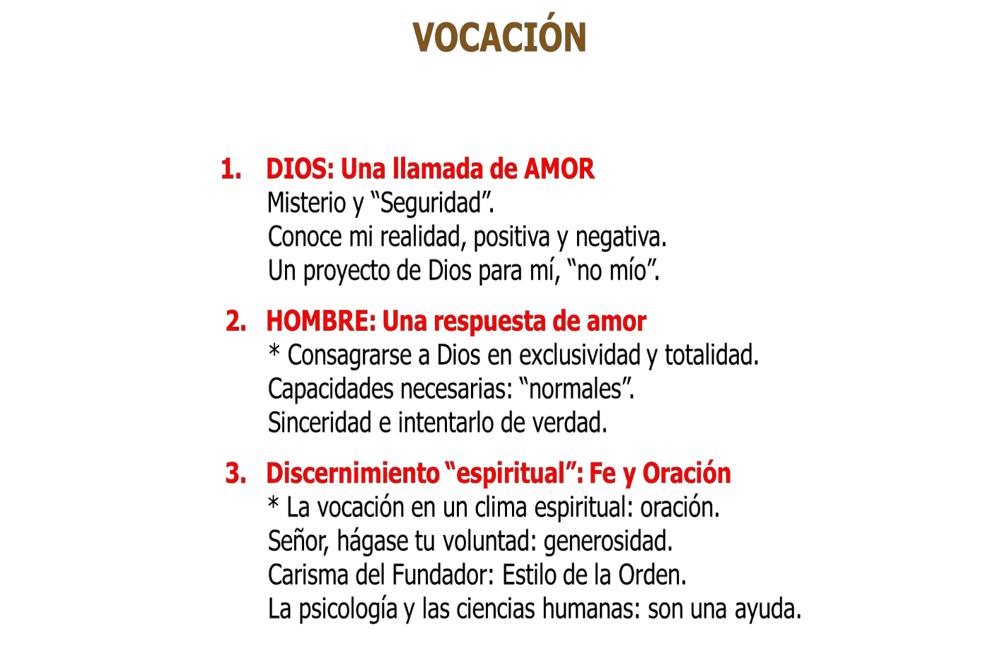 VOCACIÓN
1. DIOS: Una llamada de AMOR
Misterio y “Seguridad”.
Conoce mi realidad, positiva y negativa.
Un proyecto de Dios para mí, “no mío”.
2. HOMBRE: Una respuesta de amor
* Consagrarse a Dios en exclusividad y totalidad.
Capacidades necesarias: “normales”.
Sinceridad e intentarlo de verdad.
3. Discernimiento “espiritual”: Fe y Oración
* La vocación en un clima espiritual: oración.
Señor, hágase tu voluntad: generosidad.
Carisma del Fundador: Estilo de la Orden.
La psicología y las ciencias humanas: son una ayuda.